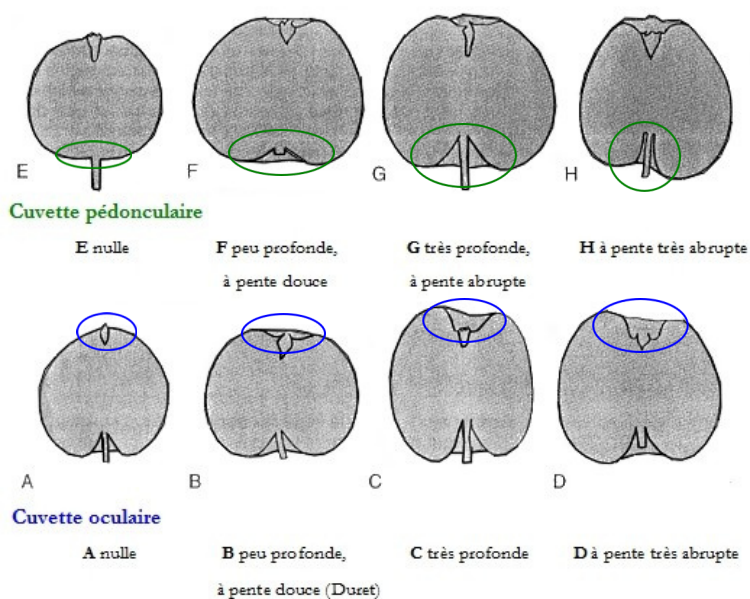 E F G H
Cuvette pédonculaire
E nulle F peu profonde, G très profonde, H à pente très abrupte
à pente douce à pente abrupte
A B C D
Cuvette oculaire
A nulle B peu profonde, C très profonde D à pente très abrupte
à pente douce (Duret)